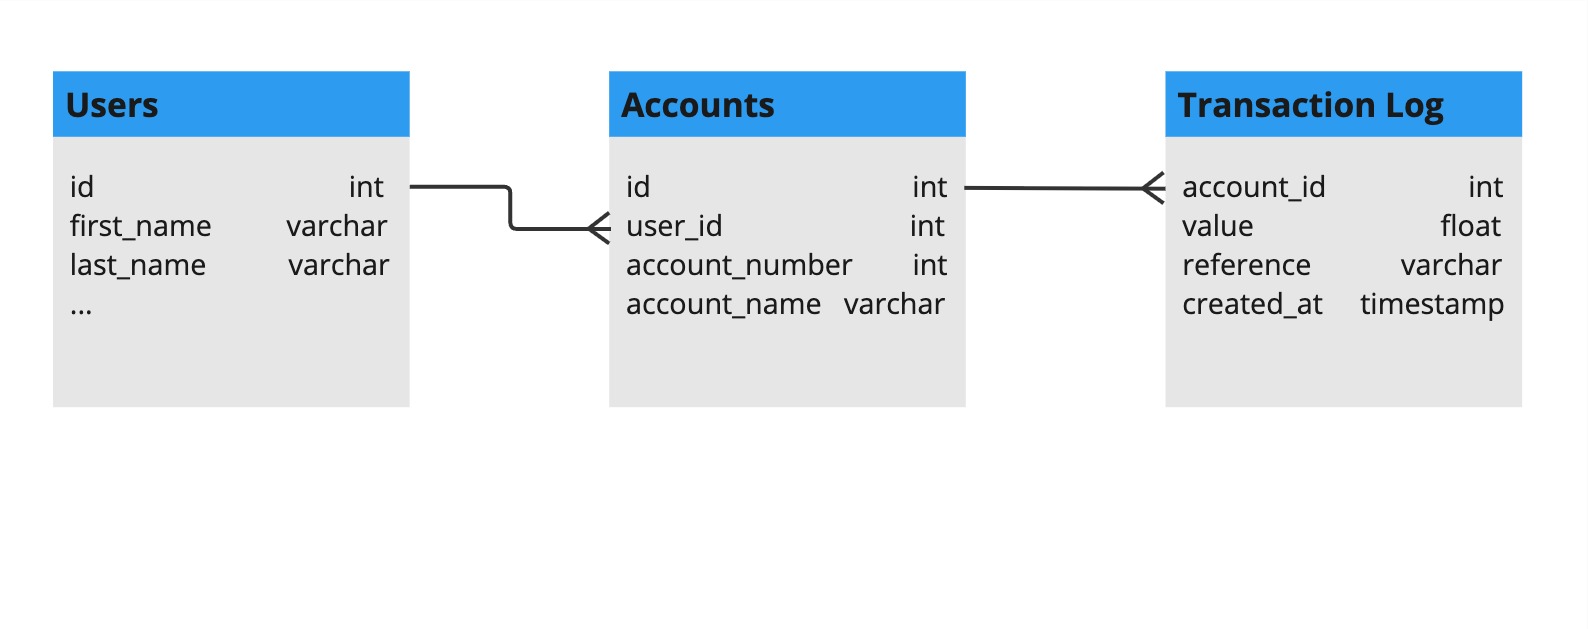 Users
id int
first_name varchar
last_name varchar
...
Accounts
id int
user_id int
account_number int
account_name varchar
Transaction Log
account_id int
value float
reference varchar
created_at timestamp